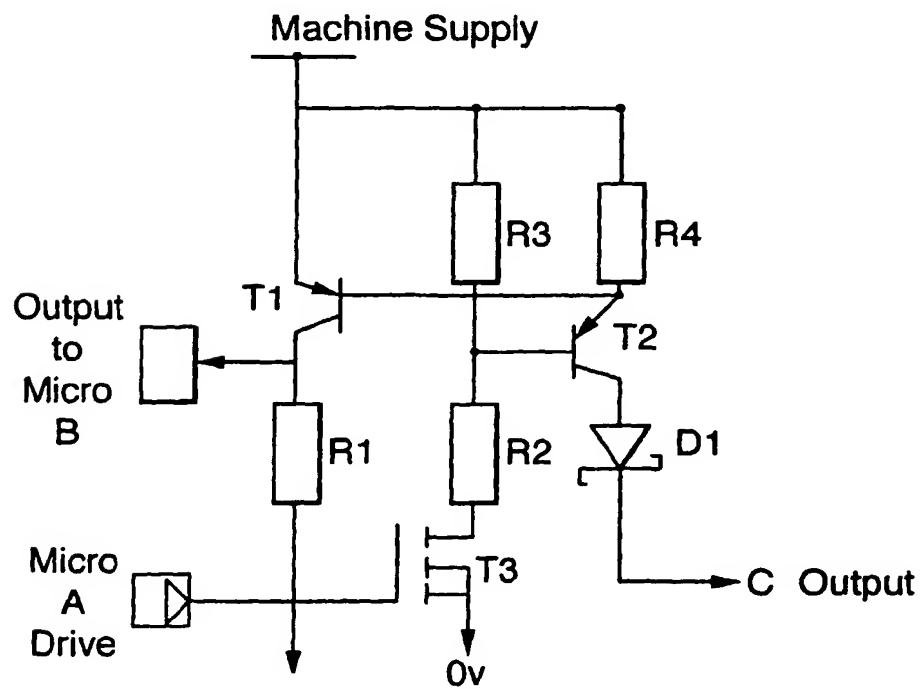 Machine Supply
R3
R4
T1
Output
to
Micro
B
T2
R1
R2
D1
Micro
A
Drive
T3
C Output
0v